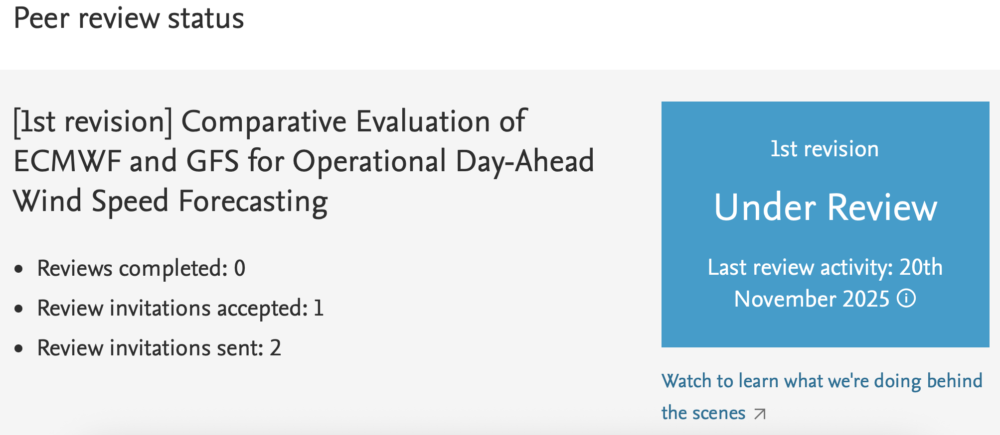 Peer review status
[1st revision] Comparative Evaluation of
ECMWF and GFS for Operational Day-Ahead
Wind Speed Forecasting
• Reviews completed: 0
• Review invitations accepted: 1
• Review invitations sent: 2
1st revision
Under Review
Last review activity: 20th
November 2025
Watch to learn what we're doing behind
the scenes